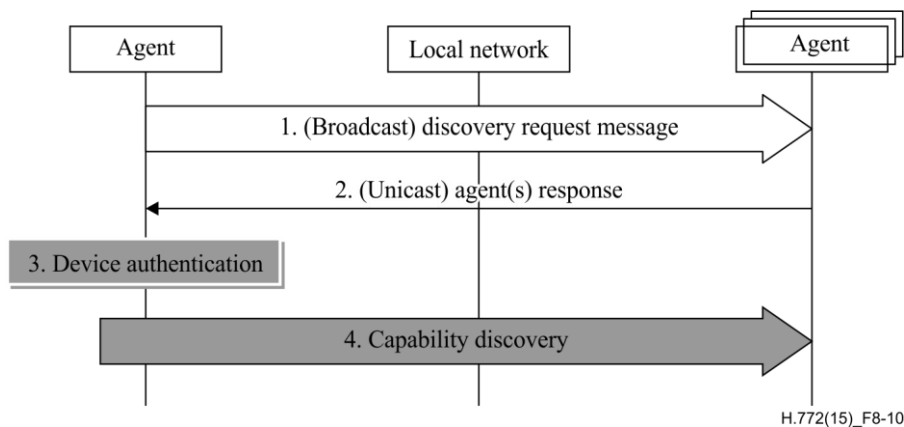 Agent
Local network
Agent
1. (Broadcast) discovery request message
2. (Unicast) agent(s) response
3. Device authentication
4. Capability discovery
H.772(15)_F8-10